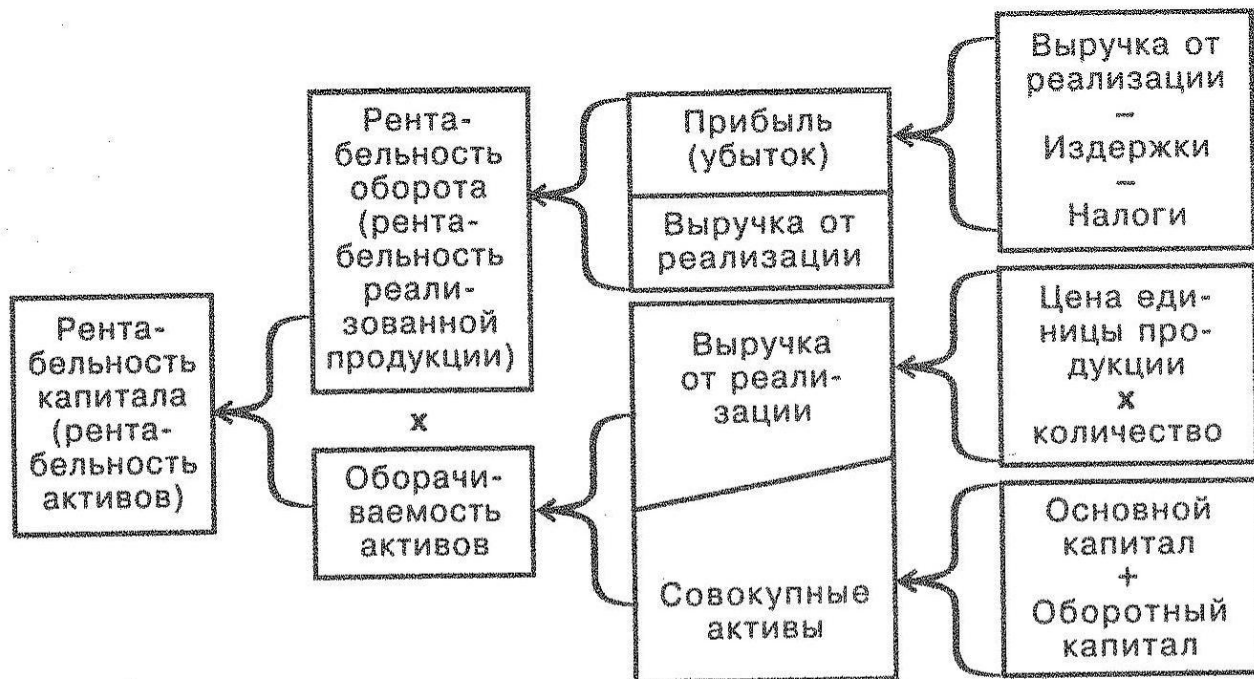 Рента-
бельность
капитала
(рента-
бельность
активов)
Рента-
бельность
оборота
(рента-
бельность
реали-
зованной
продукции)
x
Оборачи-
ваемость
активов
Прибыль
(убыток)
Выручка от
реализации
Выручка
от реали-
зации
Совокупные
активы
Выручка от
реализации
–
Издержки
–
Налоги
Цена еди-
ницы про-
дукции
x
количество
Основной
капитал
+
Оборотный
капитал